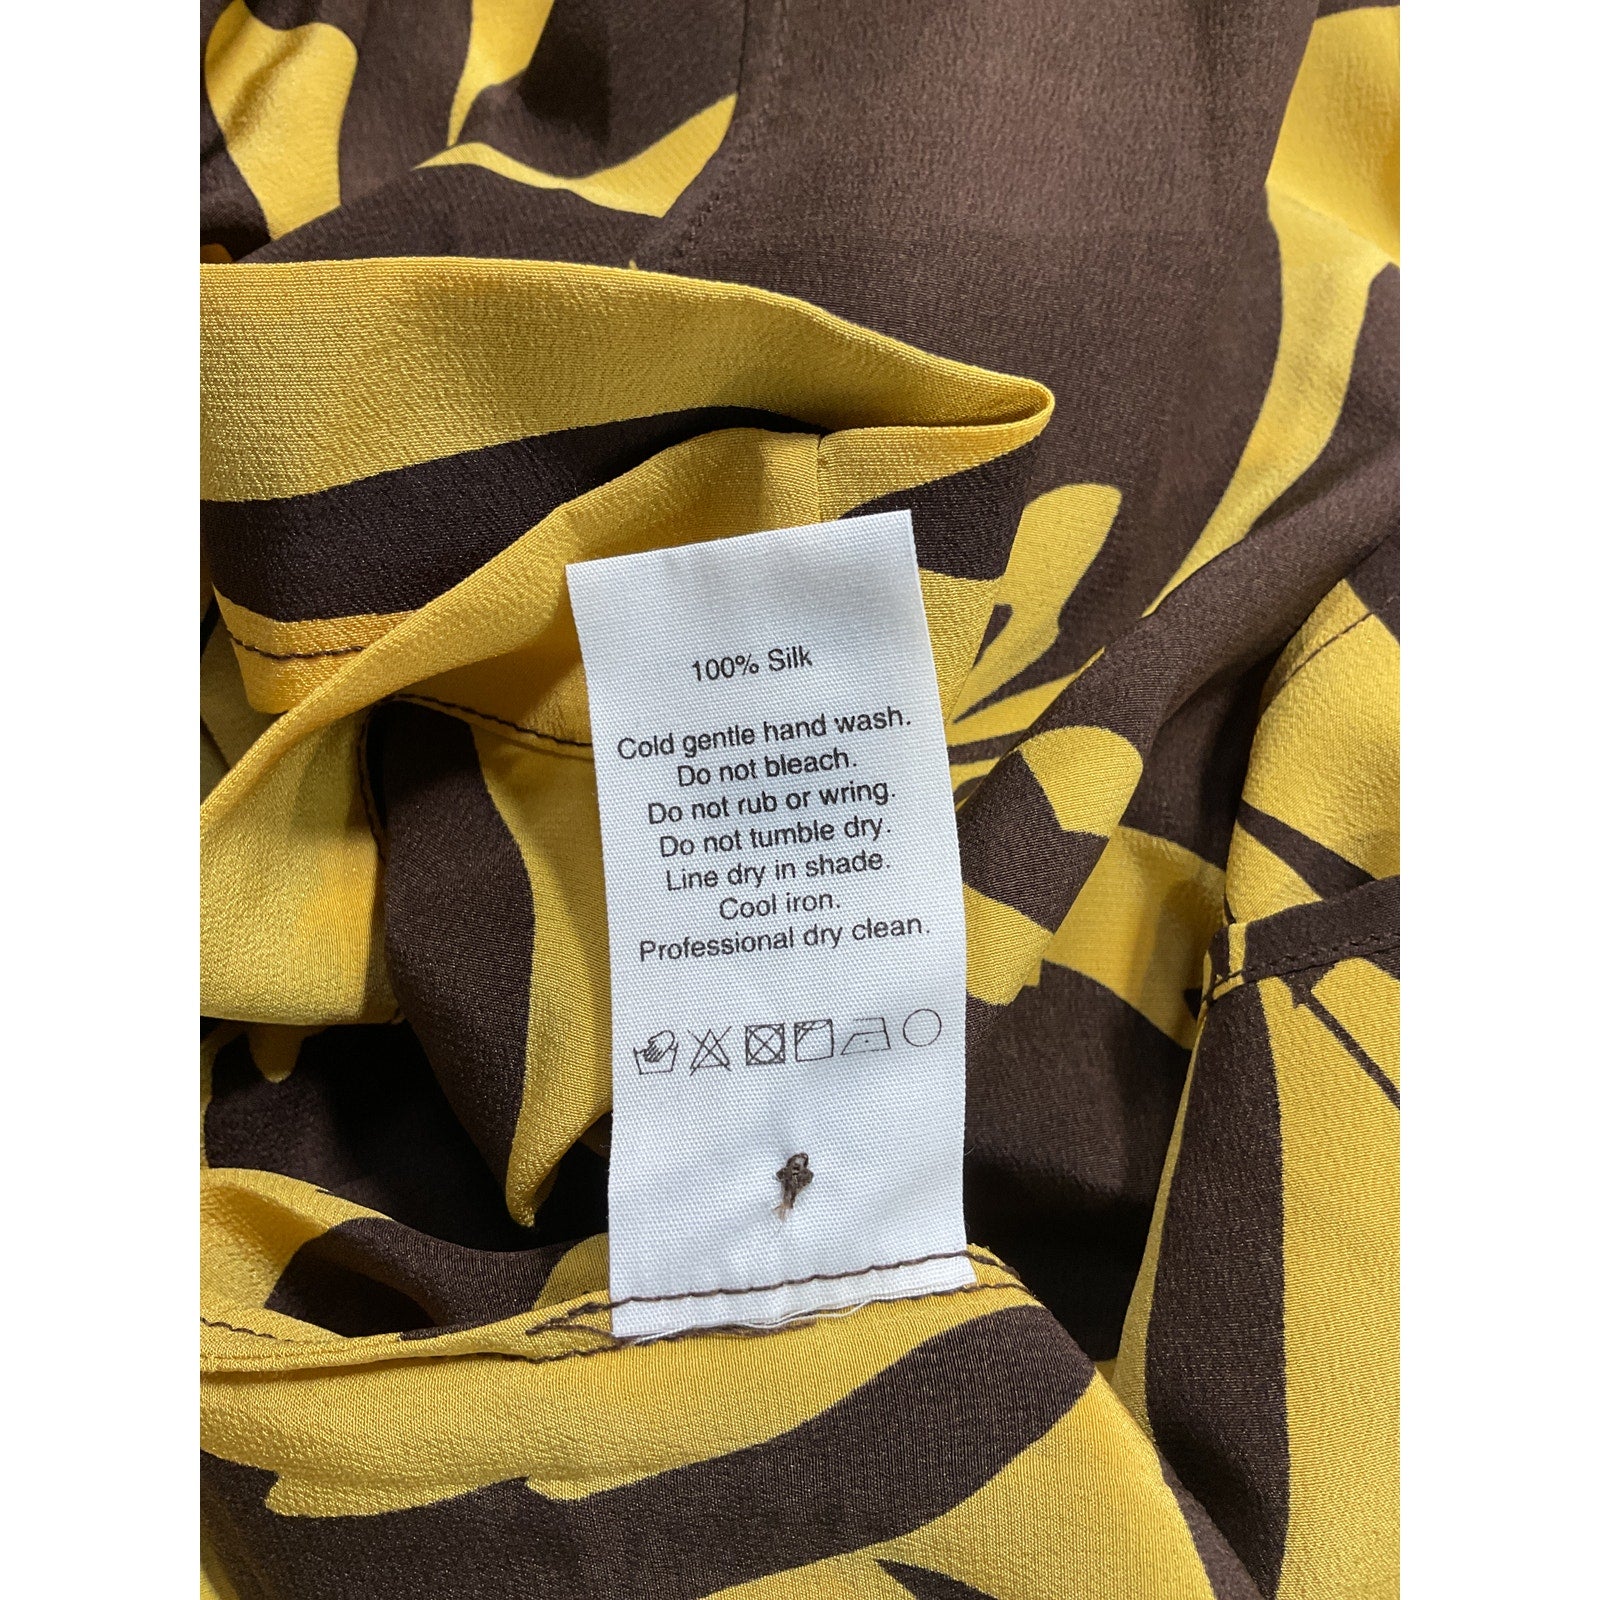 100% Silk
Cold gentle hand wash.
Do not bleach.
Do not rub or wring.
Do not tumble dry.
Line dry in shade.
Cool iron.
Professional dry clean.